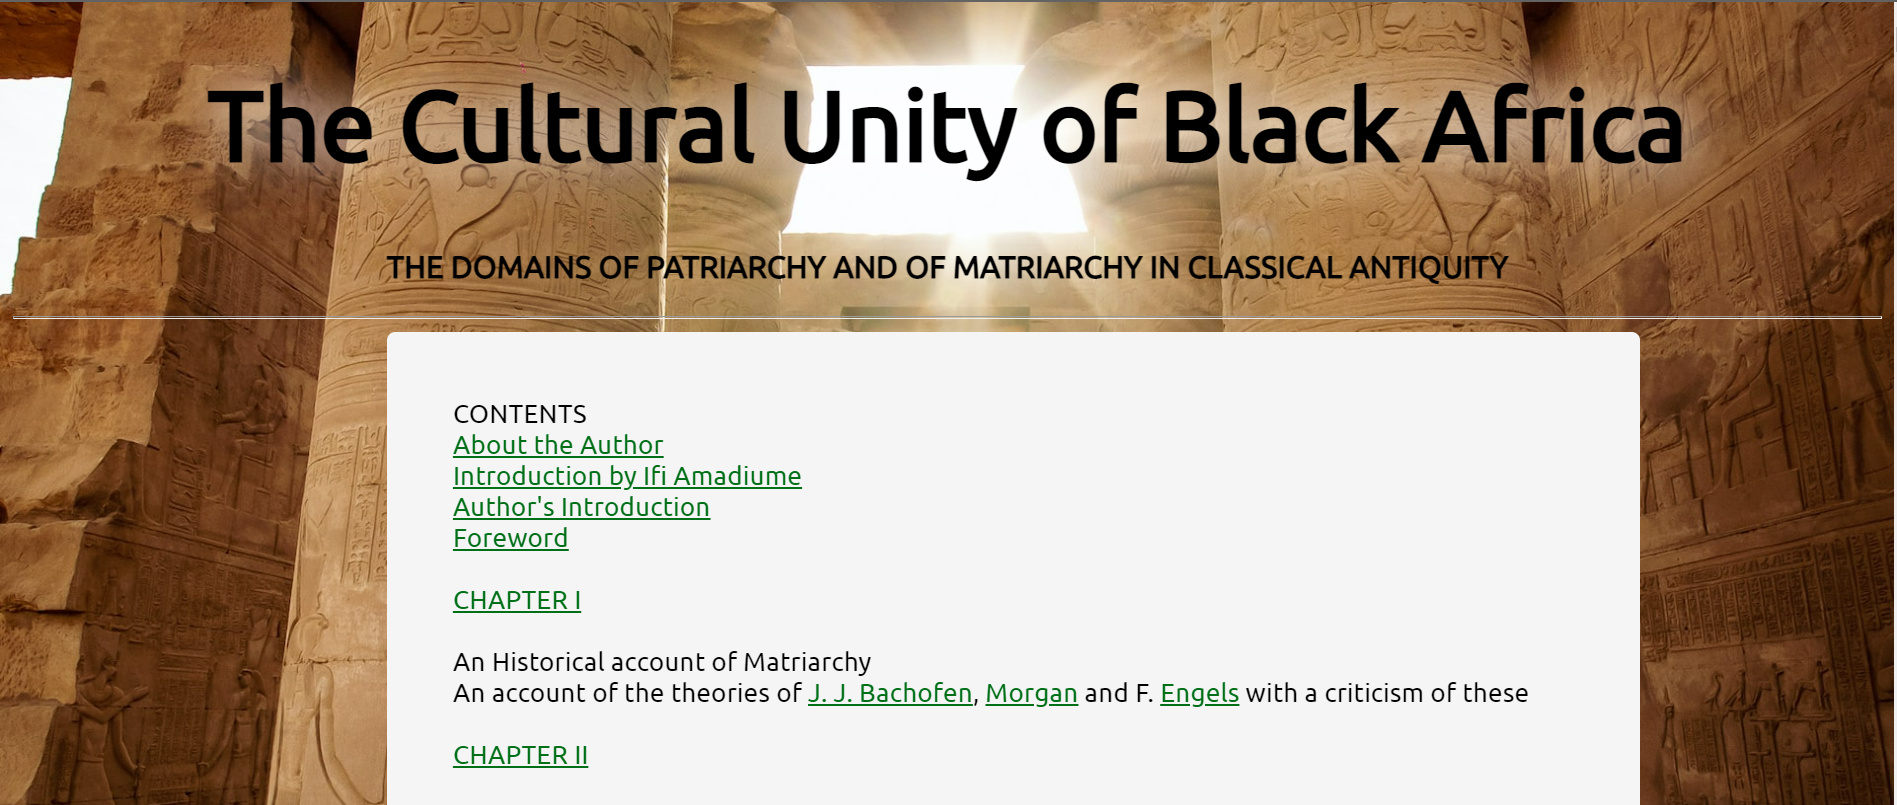 The Cultural Unity of Black Africa
THE DOMAINS OF PATRIARCHY AND OF MATRIARCHY IN CLASSICAL ANTIQUITY
CONTENTS
About the Author
Introduction by Ifi Amadiume
Author's Introduction
Foreword
CHAPTER I
An Historical account of Matriarchy
An account of the theories of J. J. Bachofen, Morgan and F. Engels with a criticism of these
CHAPTER II